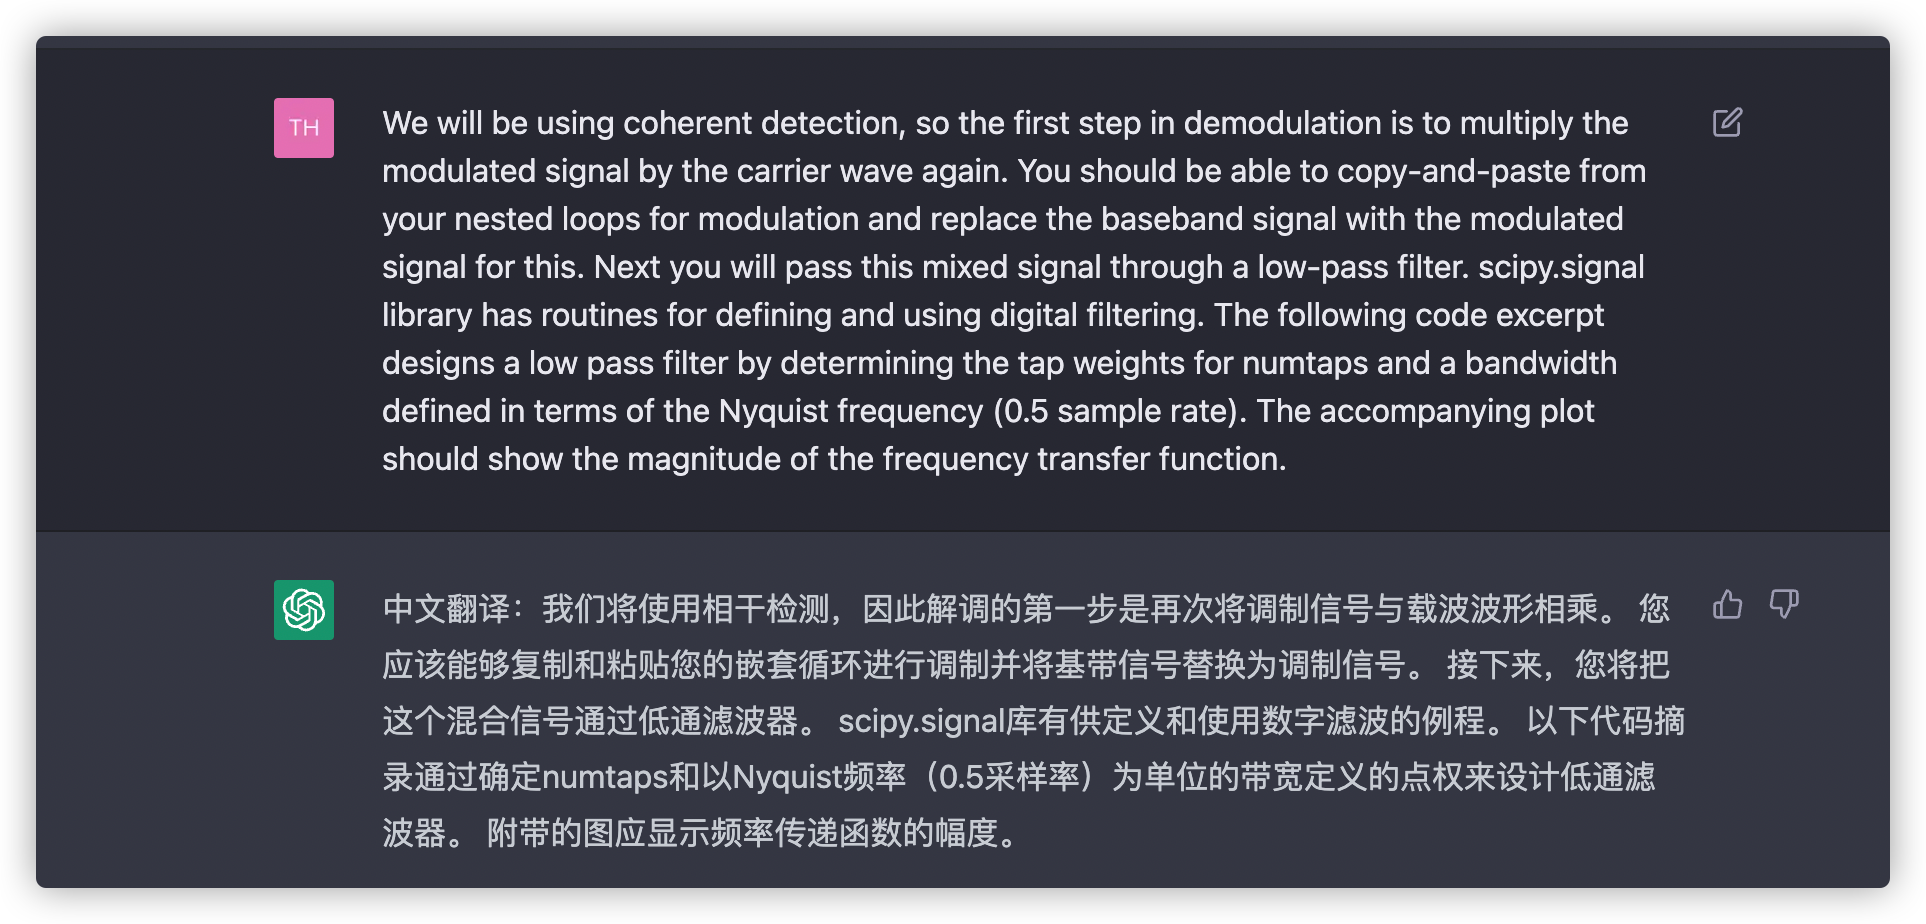 TH
We will be using coherent detection, so the first step in demodulation is to multiply the
modulated signal by the carrier wave again. You should be able to copy-and-paste from
your nested loops for modulation and replace the baseband signal with the modulated
signal for this. Next you will pass this mixed signal through a low-pass filter. scipy.signal
library has routines for defining and using digital filtering. The following code excerpt
designs a low pass filter by determining the tap weights for numtaps and a bandwidth
defined in terms of the Nyquist frequency (0.5 sample rate). The accompanying plot
should show the magnitude of the frequency transfer function.
中文翻译：我们将使用相干检测，因此解调的第一步是再次将调制信号与载波波形相乘。 您
应该能够复制和粘贴您的嵌套循环进行调制并将基带信号替换为调制信号。 接下来，您将把
这个混合信号通过低通滤波器。 scipy.signal库有供定义和使用数字滤波的例程。 以下代码摘
录通过确定numtaps和以Nyquist频率（0.5采样率）为单位的带宽定义的点权来设计低通滤
波器。 附带的图应显示频率传递函数的幅度。